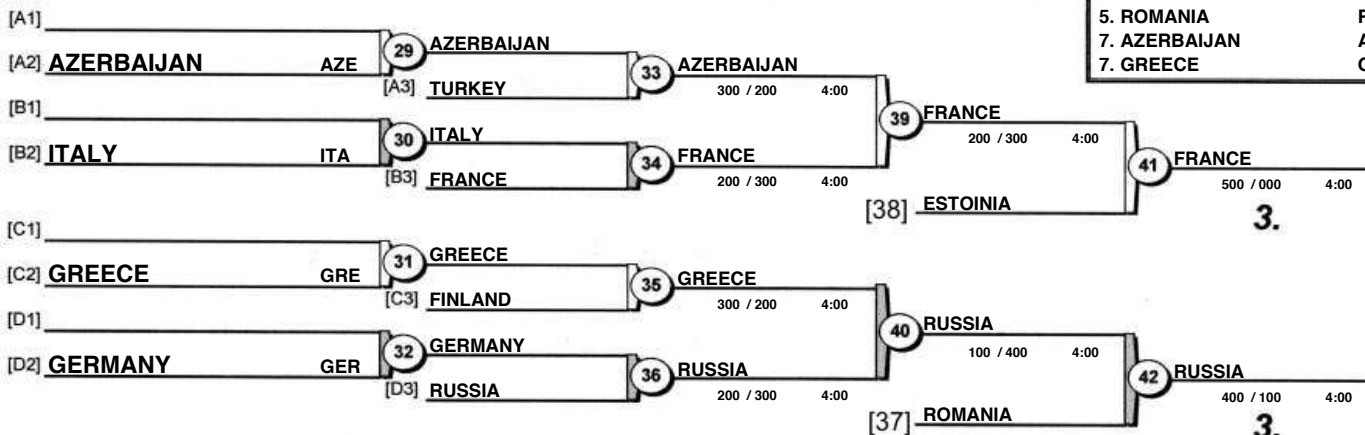 5. ROMANIA
7. AZERBAIJAN
7. GREECE
[A1]
[A2] AZERBAIJAN AZE
29 AZERBAIJAN
[A3] TURKEY
33 AZERBAIJAN
300 / 200 4:00
[B1]
[B2] ITALY ITA
30 ITALY
[B3] FRANCE
34 FRANCE
200 / 300 4:00
39 FRANCE
200 / 300 4:00
[38] ESTOINIA
41 FRANCE
500 / 000 4:00
3.
[C1]
[C2] GREECE GRE
31 GREECE
[C3] FINLAND
35 GREECE
300 / 200 4:00
[D1]
[D2] GERMANY GER
32 GERMANY
[D3] RUSSIA
36 RUSSIA
200 / 300 4:00
40 RUSSIA
100 / 400 4:00
[37] ROMANIA
42 RUSSIA
400 / 100 4:00
3.